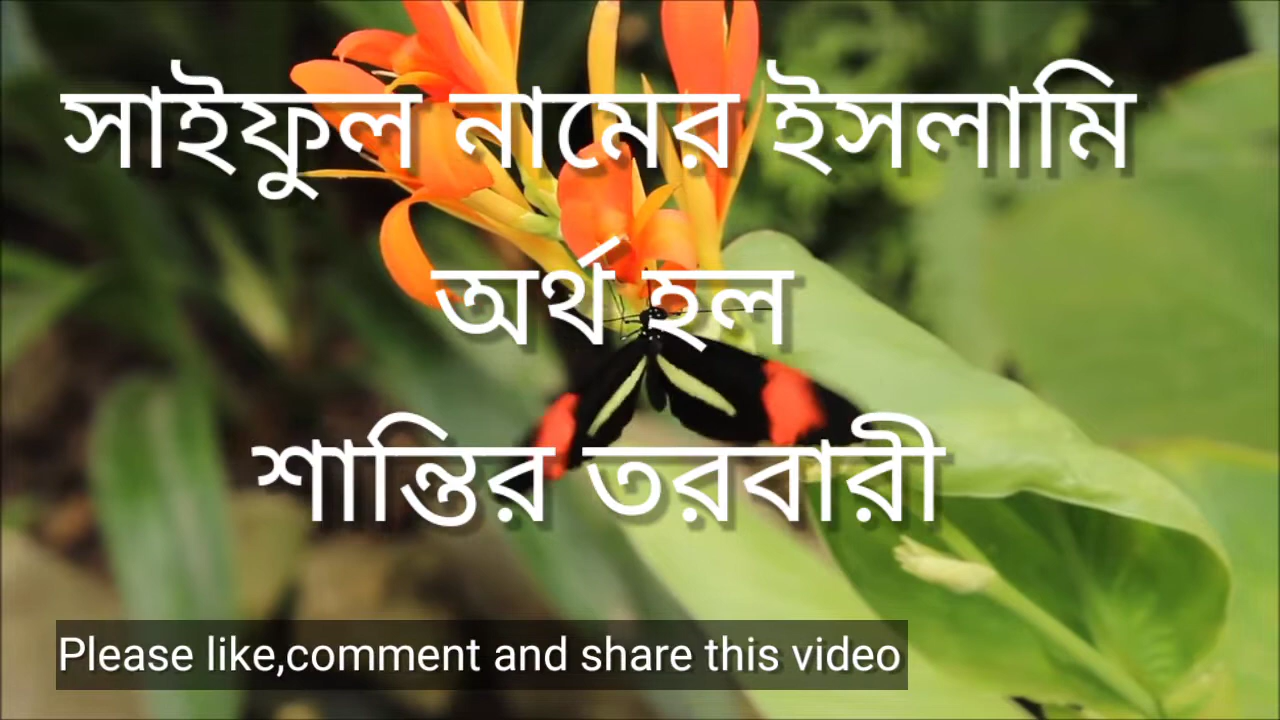 সাইফুল নামের ইসলামি
অর্থ হল
শান্তির তরবারী
Please like,comment and share this video